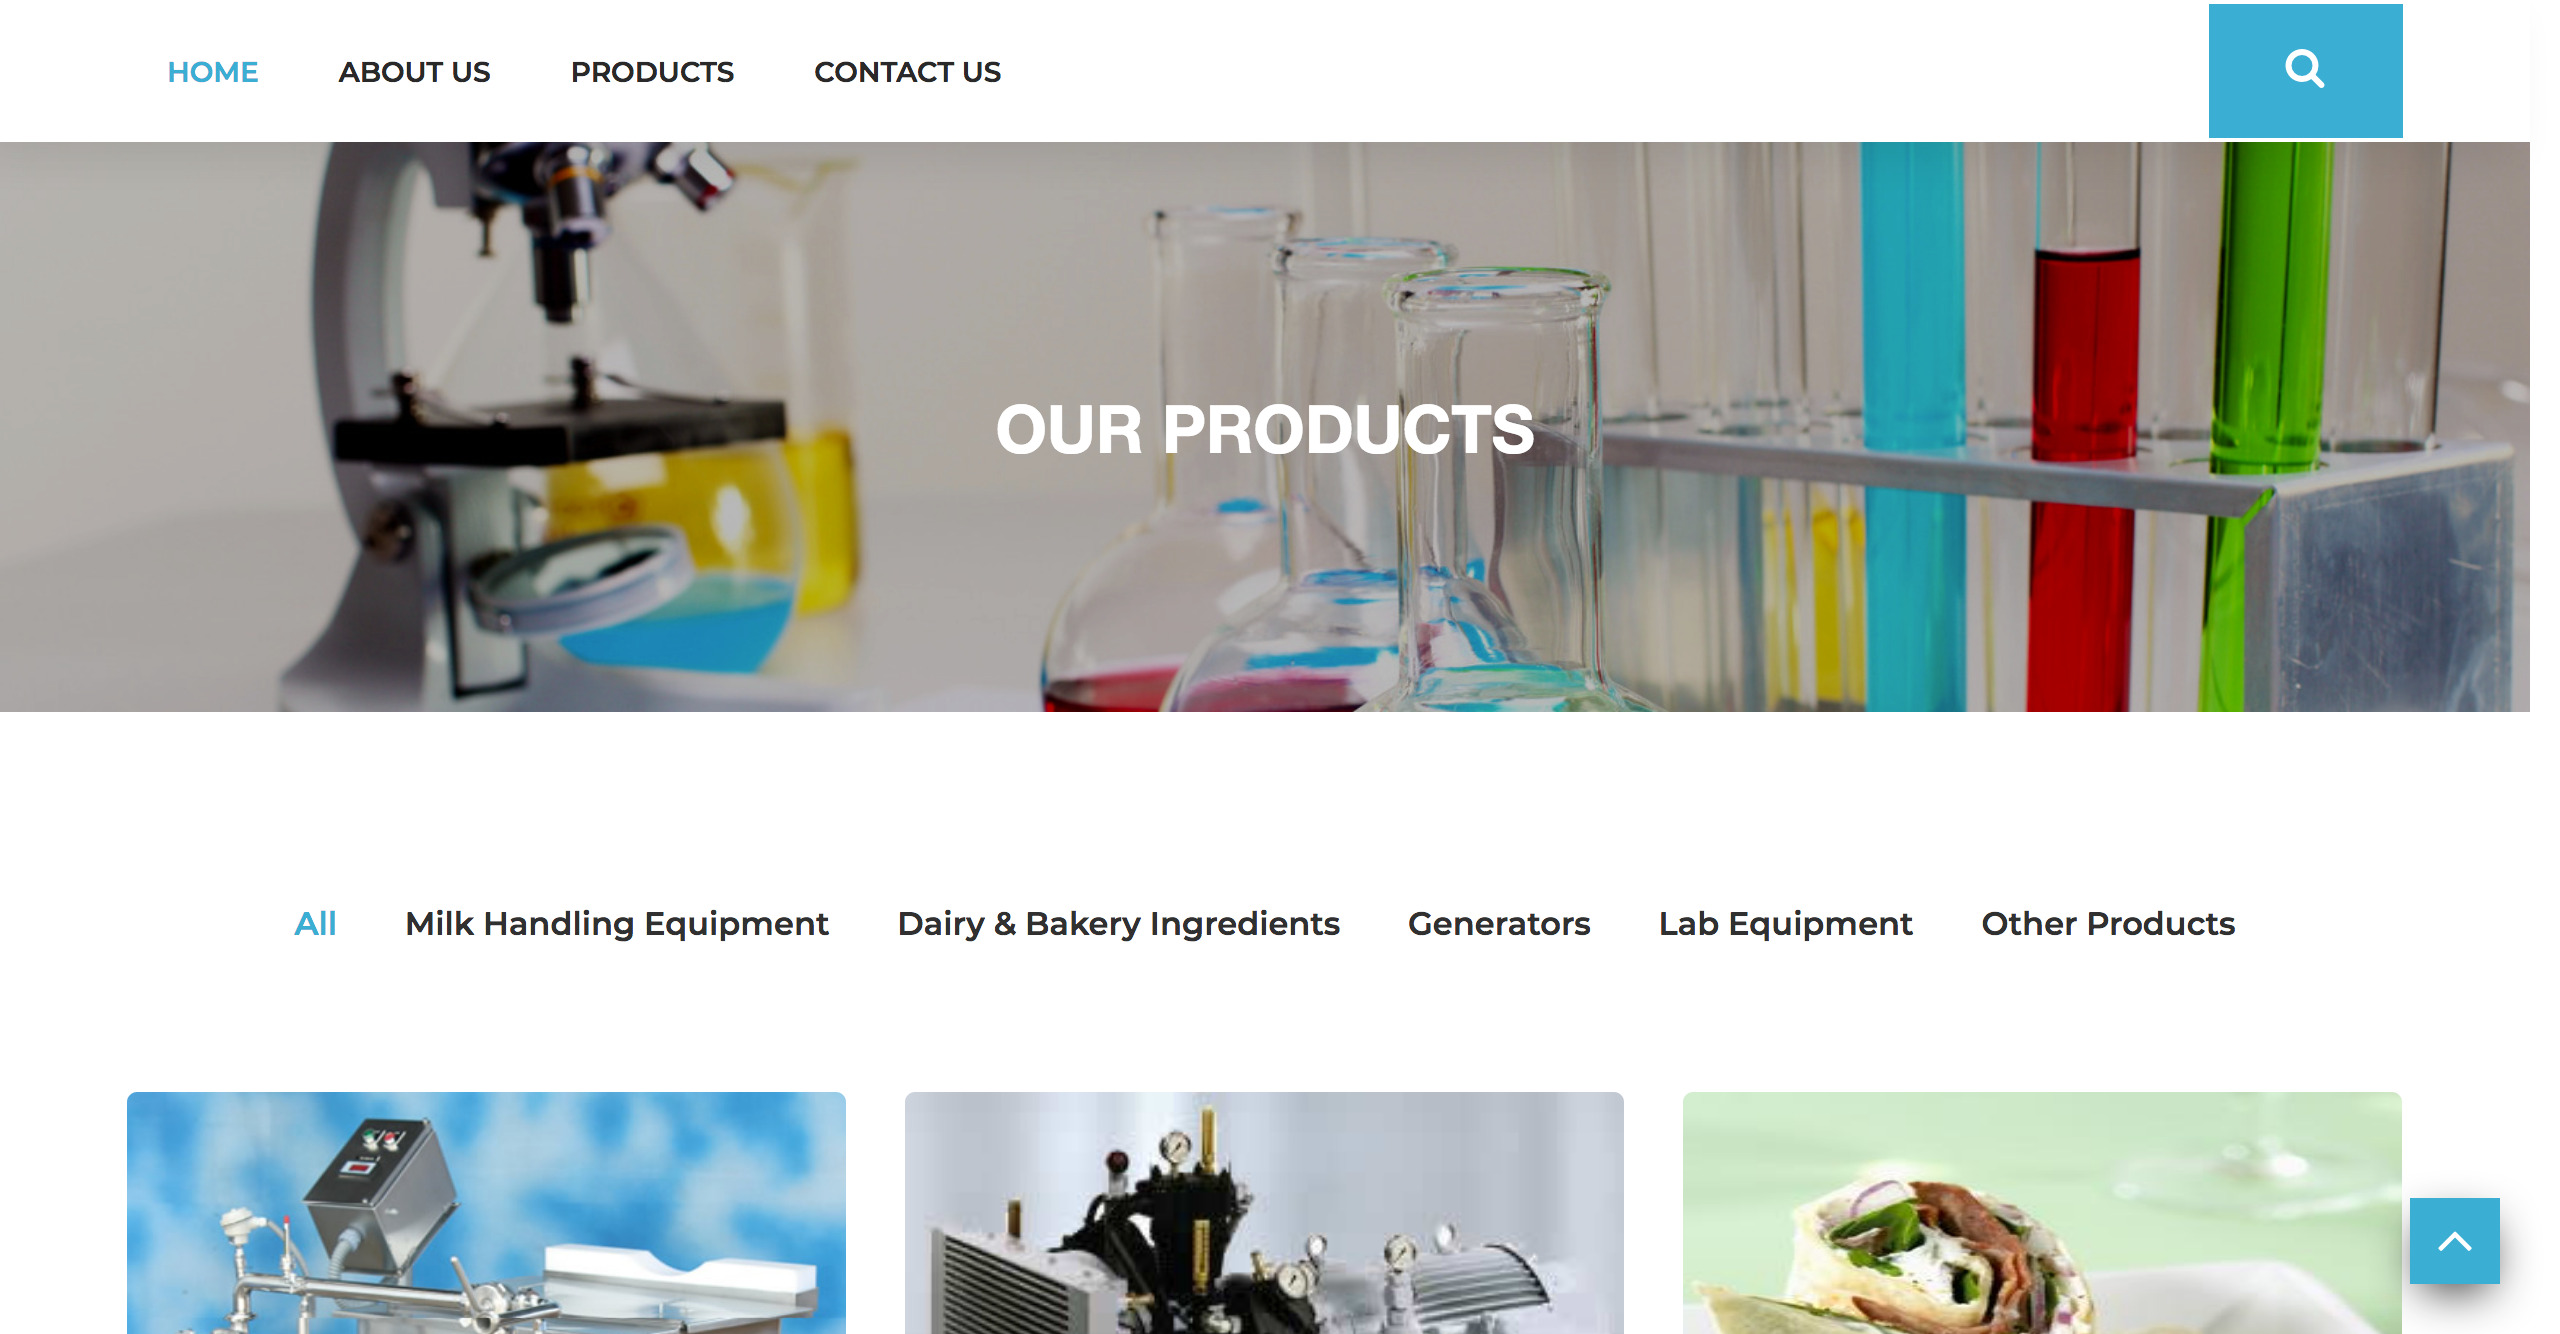 HOME ABOUT US PRODUCTS CONTACT US
OUR PRODUCTS
All Milk Handling Equipment Dairy & Bakery Ingredients Generators Lab Equipment Other Products